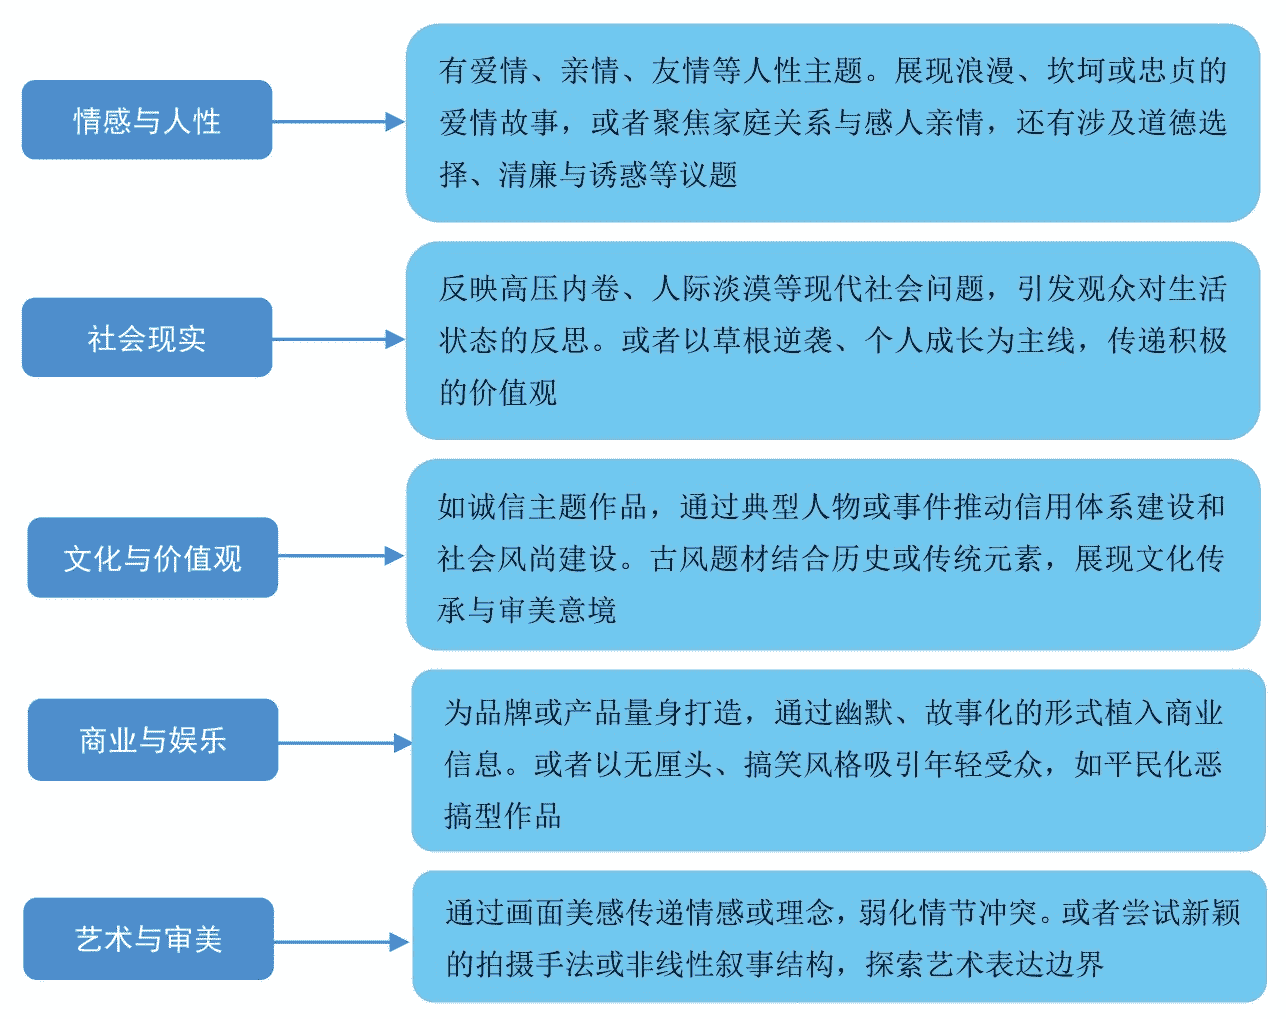 情感与人性
有爱情、亲情、友情等人性主题。展现浪漫、坎坷或忠贞的
爱情故事，或者聚焦家庭关系与感人亲情，还有涉及道德选
择、清廉与诱惑等议题
社会现实
反映高压内卷、人际淡漠等现代社会问题，引发观众对生活
状态的反思。或者以草根逆袭、个人成长为主线，传递积极
的价值观
文化与价值观
如诚信主题作品，通过典型人物或事件推动信用体系建设和
社会风尚建设。古风题材结合历史或传统元素，展现文化传
承与审美意境
商业与娱乐
为品牌或产品量身打造，通过幽默、故事化的形式植入商业
信息。或者以无厘头、搞笑风格吸引年轻受众，如平民化恶
搞型作品
艺术与审美
通过画面美感传递情感或理念，弱化情节冲突。或者尝试新颖
的拍摄手法或非线性叙事结构，探索艺术表达边界